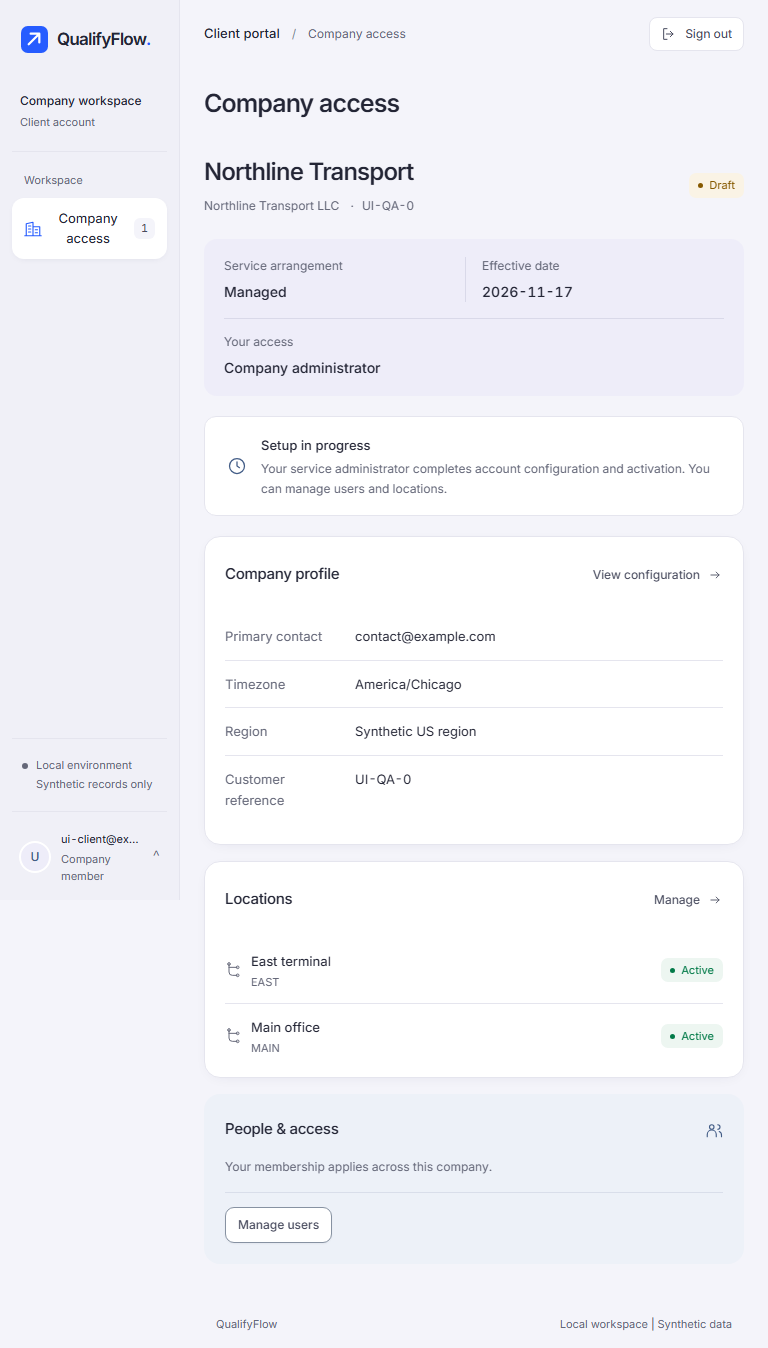 QualifyFlow.
Company workspace
Client account
Workspace
Company
access
1
Local environment
Synthetic records only
U
ui-client@ex...
Company
member
^
Client portal / Company access
Sign out
Company access
Northline Transport
Northline Transport LLC · UI-QA-0
Draft
Service arrangement
Managed
Effective date
2026-11-17
Your access
Company administrator
Setup in progress
Your service administrator completes account configuration and activation. You
can manage users and locations.
Company profile
View configuration →
Primary contact contact@example.com
Timezone America/Chicago
Region Synthetic US region
Customer
reference
UI-QA-0
Locations
Manage →
East terminal
EAST
Active
Main office
MAIN
Active
People & access
Your membership applies across this company.
Manage users
QualifyFlow
Local workspace | Synthetic data